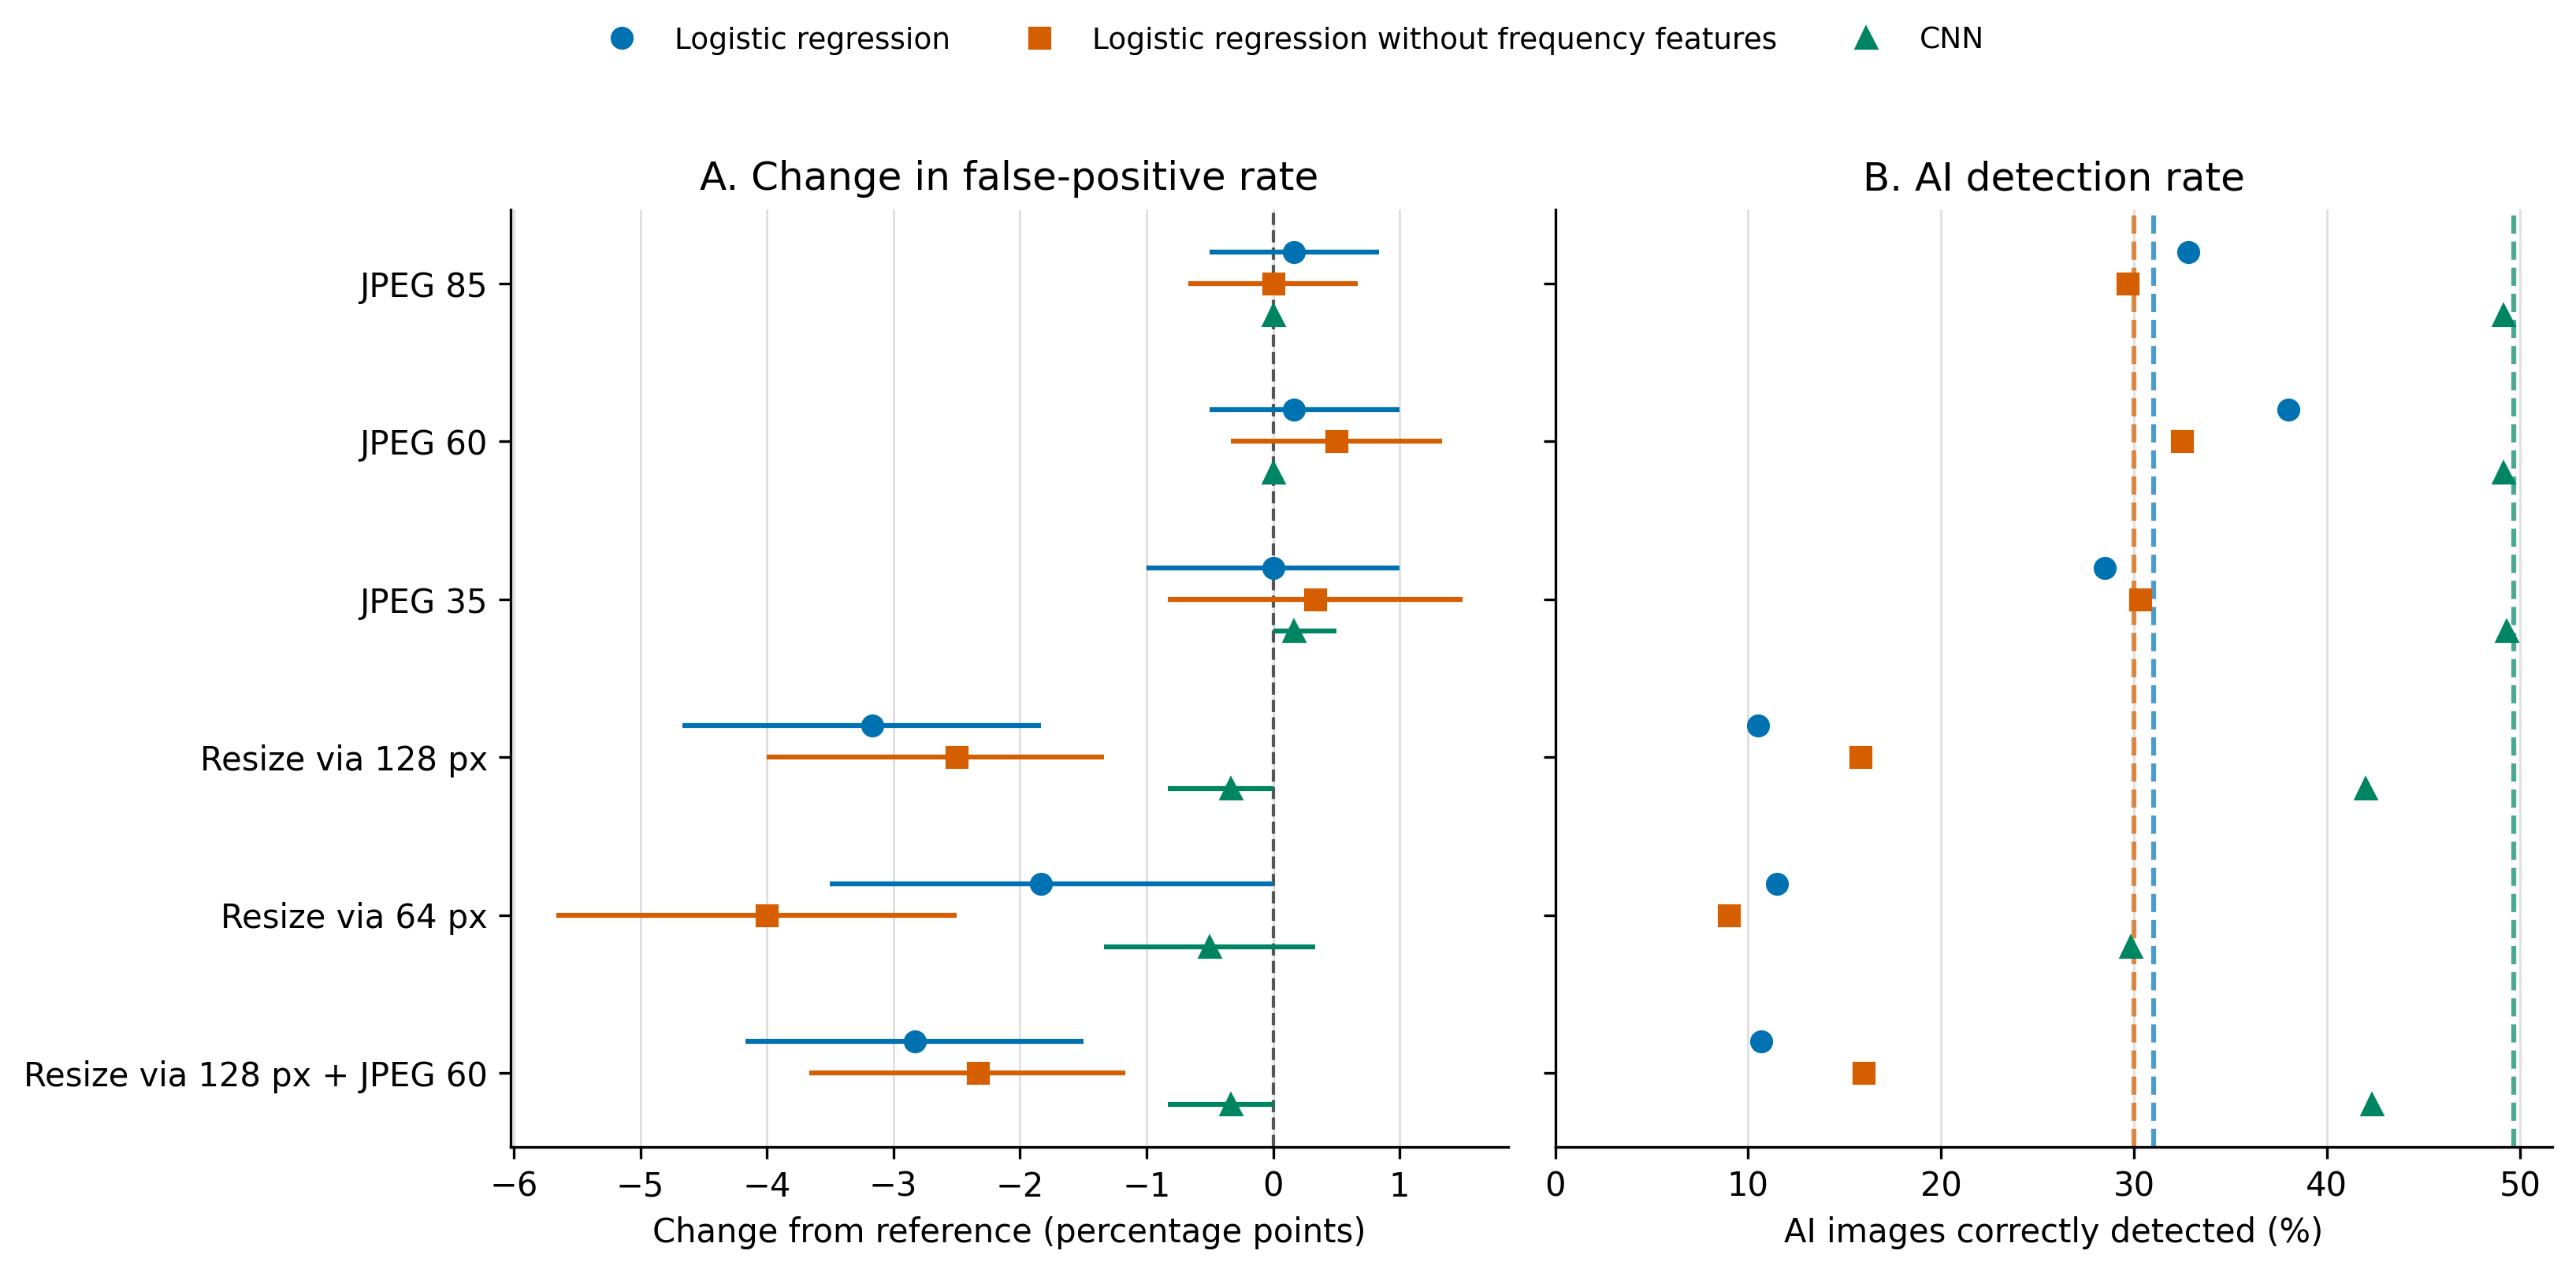 Logistic regression
Logistic regression without frequency features
CNN
A. Change in false-positive rate
B. AI detection rate
JPEG 85
JPEG 60
JPEG 35
Resize via 128 px
Resize via 64 px
Resize via 128 px + JPEG 60
−6 −5 −4 −3 −2 −1 0 1
0 10 20 30 40 50
Change from reference (percentage points)
AI images correctly detected (%)